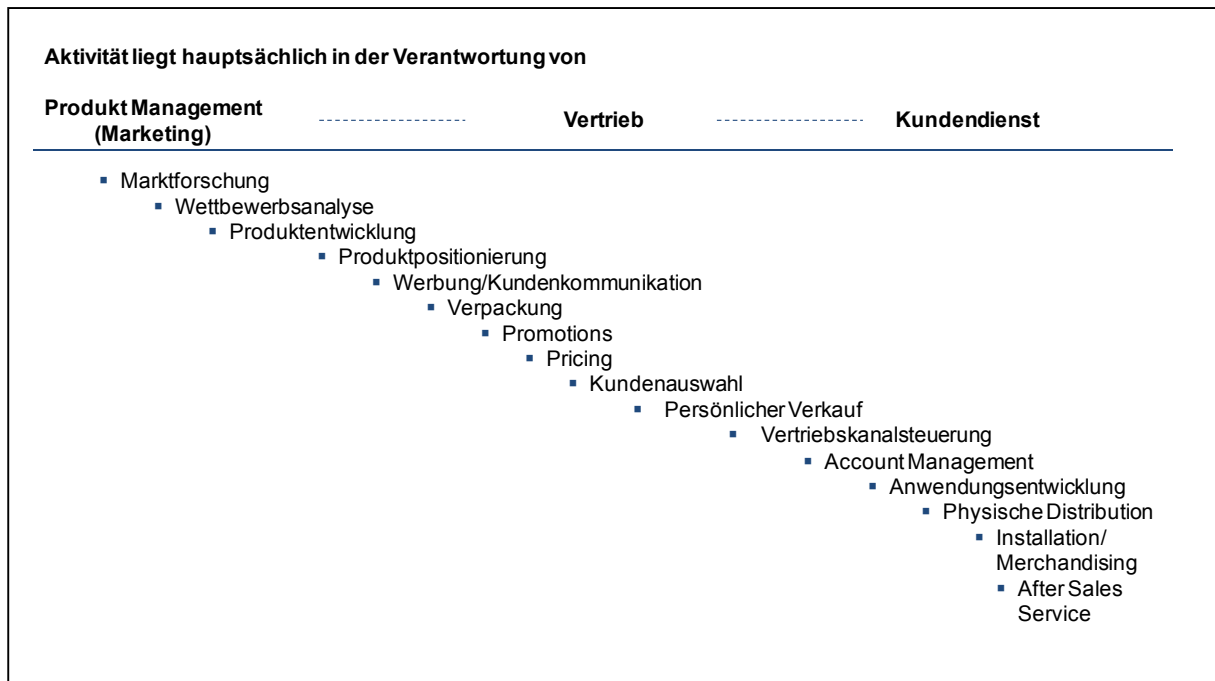 Aktivität liegt hauptsächlich in der Verantwortung von
Produkt Management
(Marketing)
Vertrieb
Kundendienst
▪ Marktforschung
▪ Wettbewerbsanalyse
▪ Produktentwicklung
▪ Produktpositionierung
▪ Werbung/Kundenkommunikation
▪ Verpackung
▪ Promotions
▪ Pricing
▪ Kundenauswahl
▪ Persönlicher Verkauf
▪ Vertriebskanalsteuerung
▪ Account Management
▪ Anwendungsentwicklung
▪ Physische Distribution
▪ Installation/
Merchandising
▪ After Sales
Service